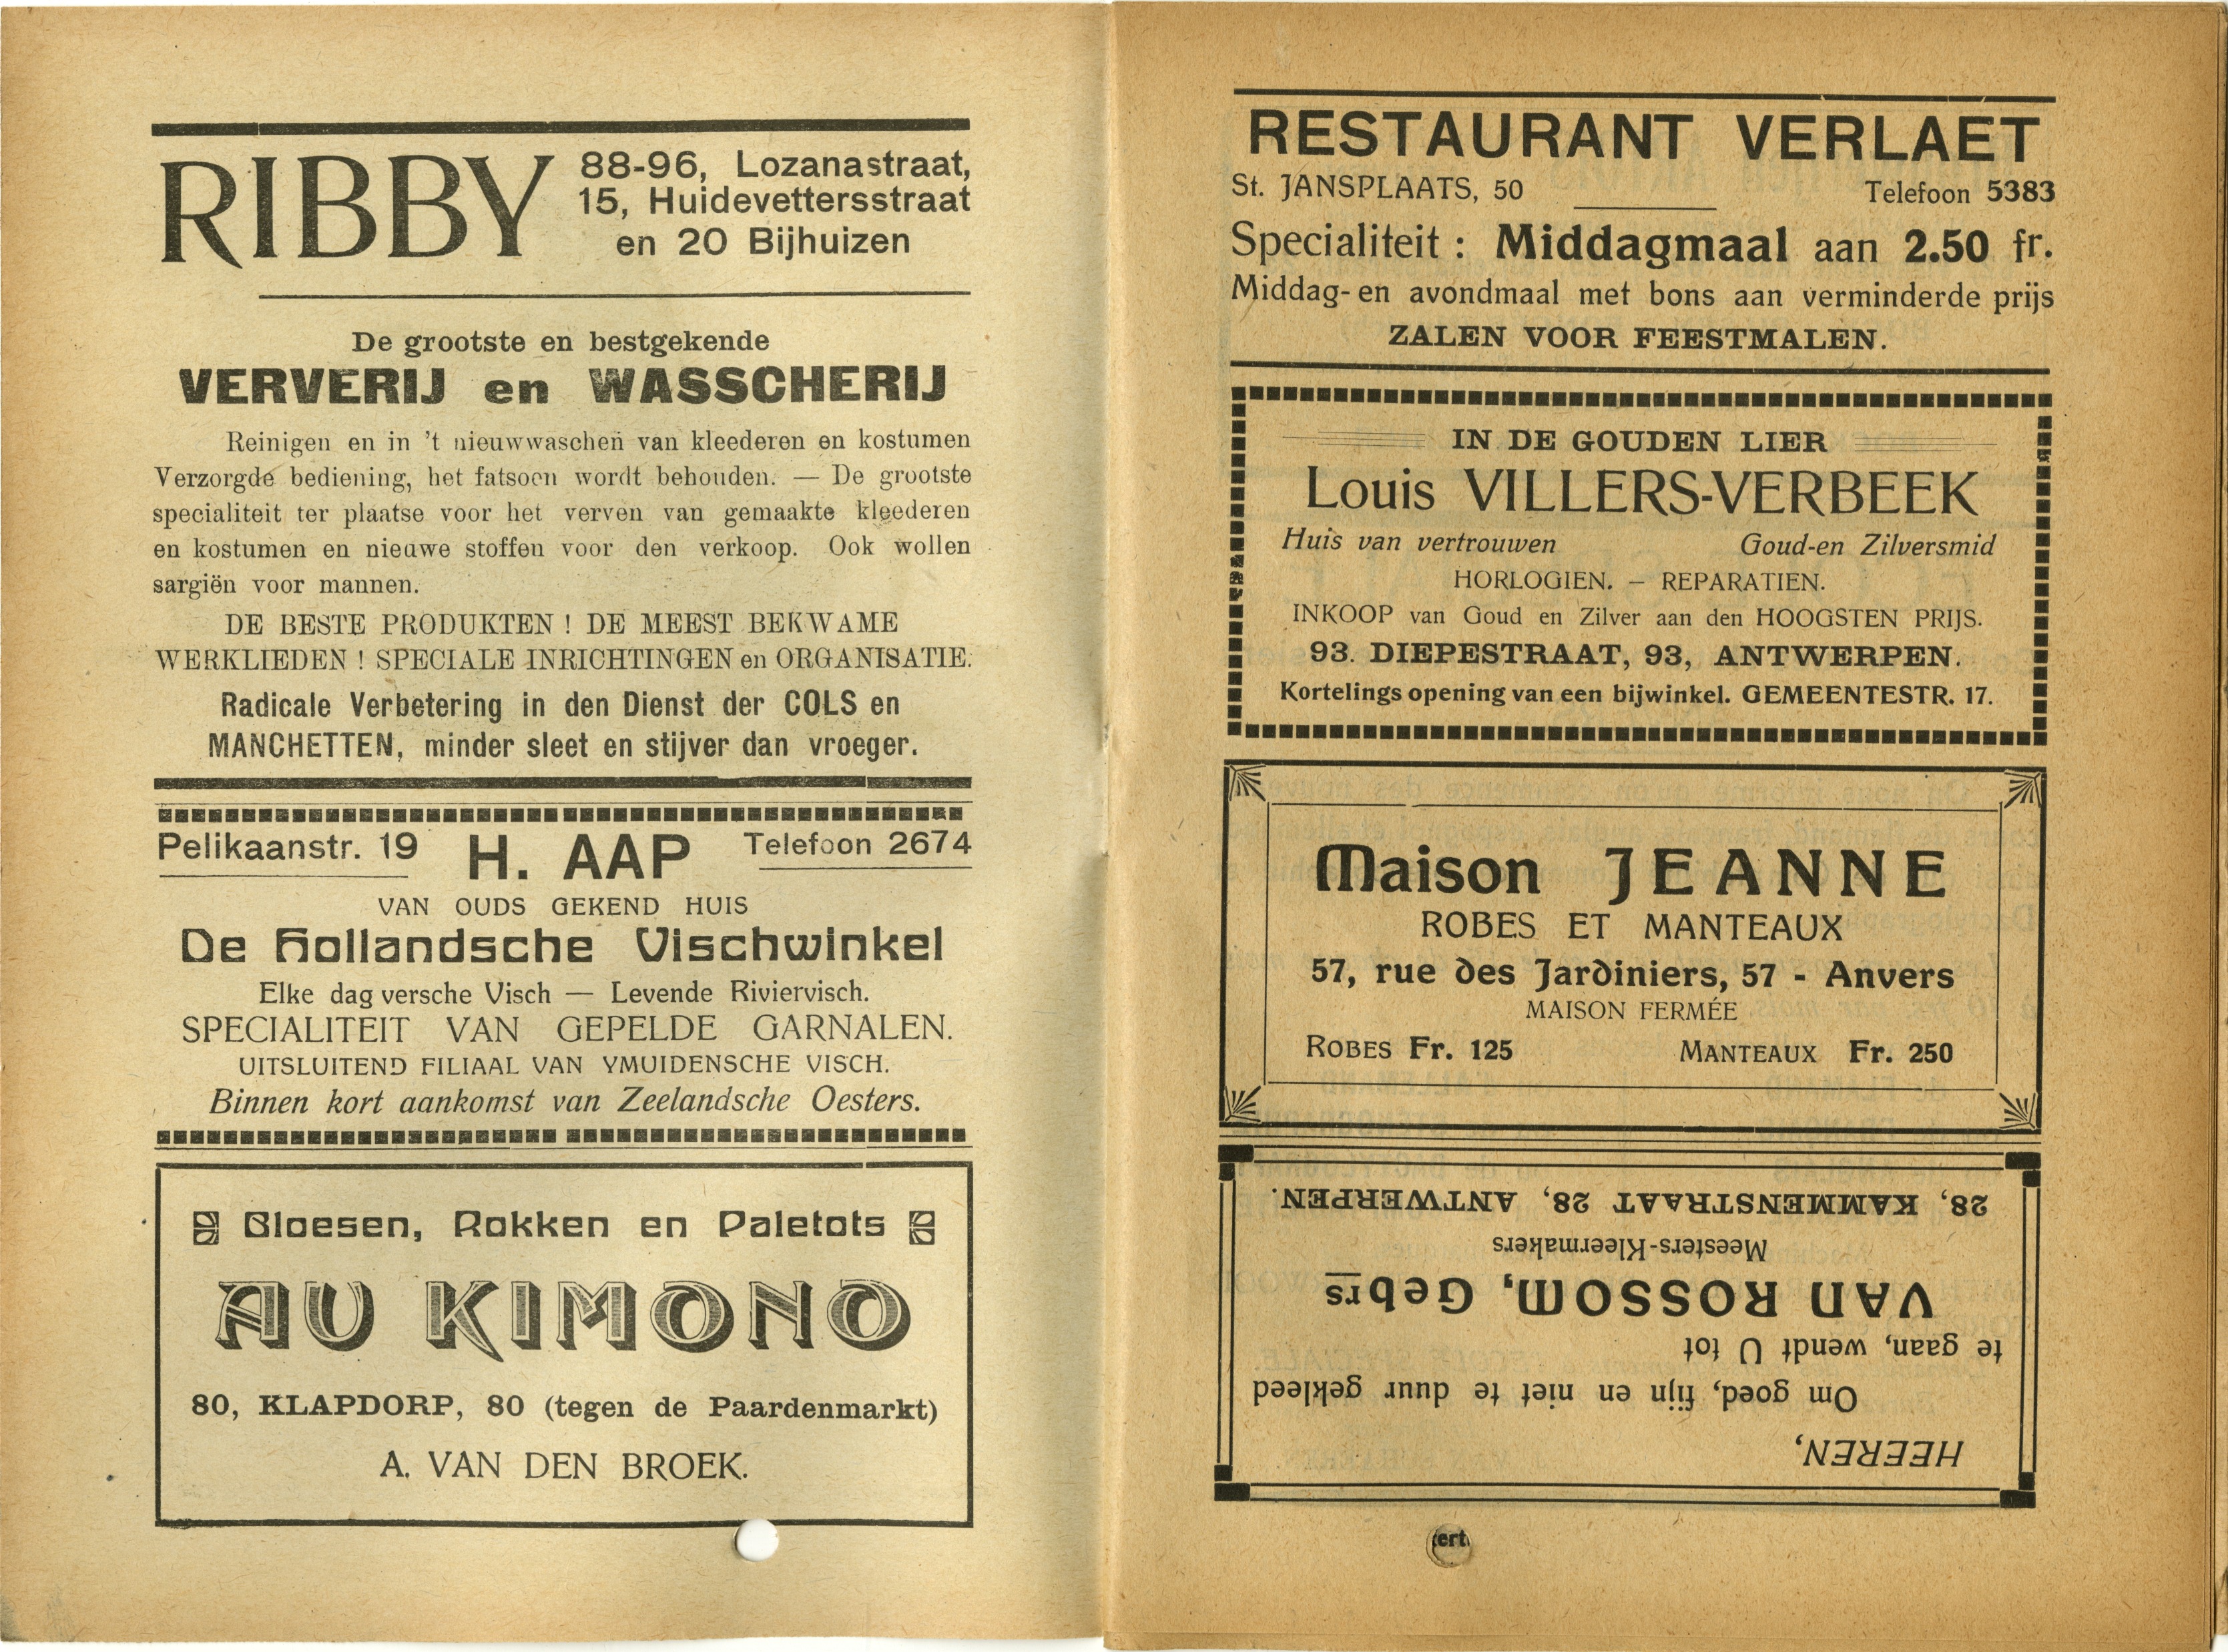 RIBBY
88-96, Lozanastraat,
15, Huidevettersstraat
en 20 Bijhuizen
De grootste en bestgekende
VERVERIJ en WASSCHERIJ
Reinigen en in 't nieuwwaschen van kleederen en kostumen
Verzorgde bediening, het fatsoen wordt behouden. — De grootste
specialiteit ter plaatse voor het verven van gemaakte kleederen
en kostumen en nieuwe stoffen voor den verkoop. Ook wollen
sargiën voor mannen.
DE BESTE PRODUKTEN ! DE MEEST BEKWAME
WERKLIEDEN ! SPECIALE INRICHTINGEN en ORGANISATIE.
Radicale Verbetering in den Dienst der COLS en
MANCHETTEN, minder sleet en stijver dan vroeger.
Pelikaanstr. 19 H. AAP Telefoon 2674
VAN OUDS GEKEND HUIS
De Hollandsche Vischwinkel
Elke dag versche Visch — Levende Riviervisch.
SPECIALITEIT VAN GEPELDE GARNALEN.
UITSLUITEND FILIAAL VAN YMUIDENSCHE VISCH.
Binnen kort aankomst van Zeelandsche Oesters.
Bloesen, Rokken en Paletots
AU KIMONO
80, KLAPDORP, 80 (tegen de Paardenmarkt)
A. VAN DEN BROEK.
RESTAURANT VERLAET
St. JANSPLAATS, 50 Telefoon 5383
Specialiteit : Middagmaal aan 2.50 fr.
Middag- en avondmaal met bons aan verminderde prijs
ZALEN VOOR FEESTMALEN.
IN DE GOUDEN LIER
Louis VILLERS-VERBEEK
Huis van vertrouwen Goud-en Zilversmid
HORLOGIEN. — REPARATIEN.
INKOOP van Goud en Zilver aan den HOOGSTEN PRIJS.
93. DIEPESTRAAT, 93, ANTWERPEN.
Kortelings opening van een bijwinkel. GEMEENTESTR. 17.
Maison JEANNE
ROBES ET MANTEAUX
57, rue des Jardiniers, 57 - Anvers
MAISON FERMÉE
ROBES Fr. 125 MANTEAUX Fr. 250
HEEREN,
Om goed, fijn en niet te duur gekleed
te gaan, wendt U tot
VAN ROSSOM, Gebrs
Meesters-Kleermakers
28, KAMMENSTRAAT 28, ANTWERPEN.
ert